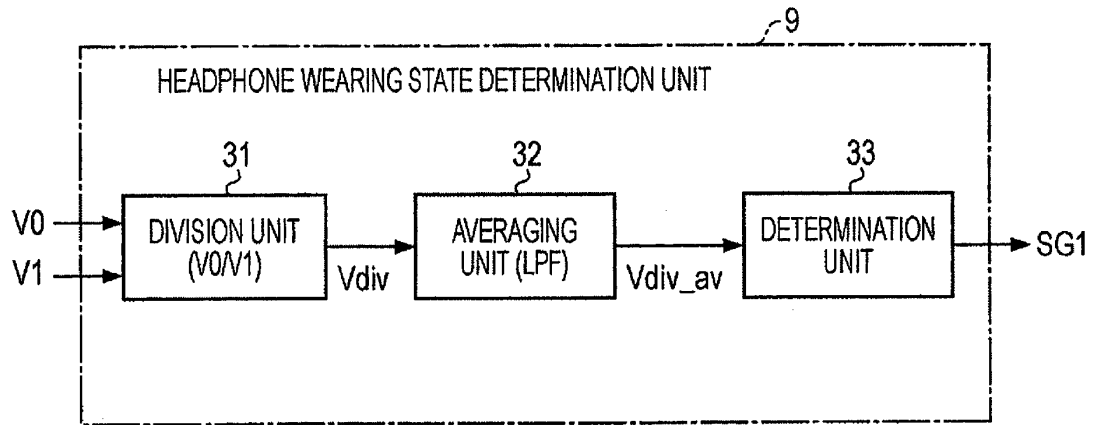 9
HEADPHONE WEARING STATE DETERMINATION UNIT
31
32
33
V0
V1
DIVISION UNIT
(V0/V1)
Vdiv
AVERAGING
UNIT (LPF)
Vdiv_av
DETERMINATION
UNIT
SG1